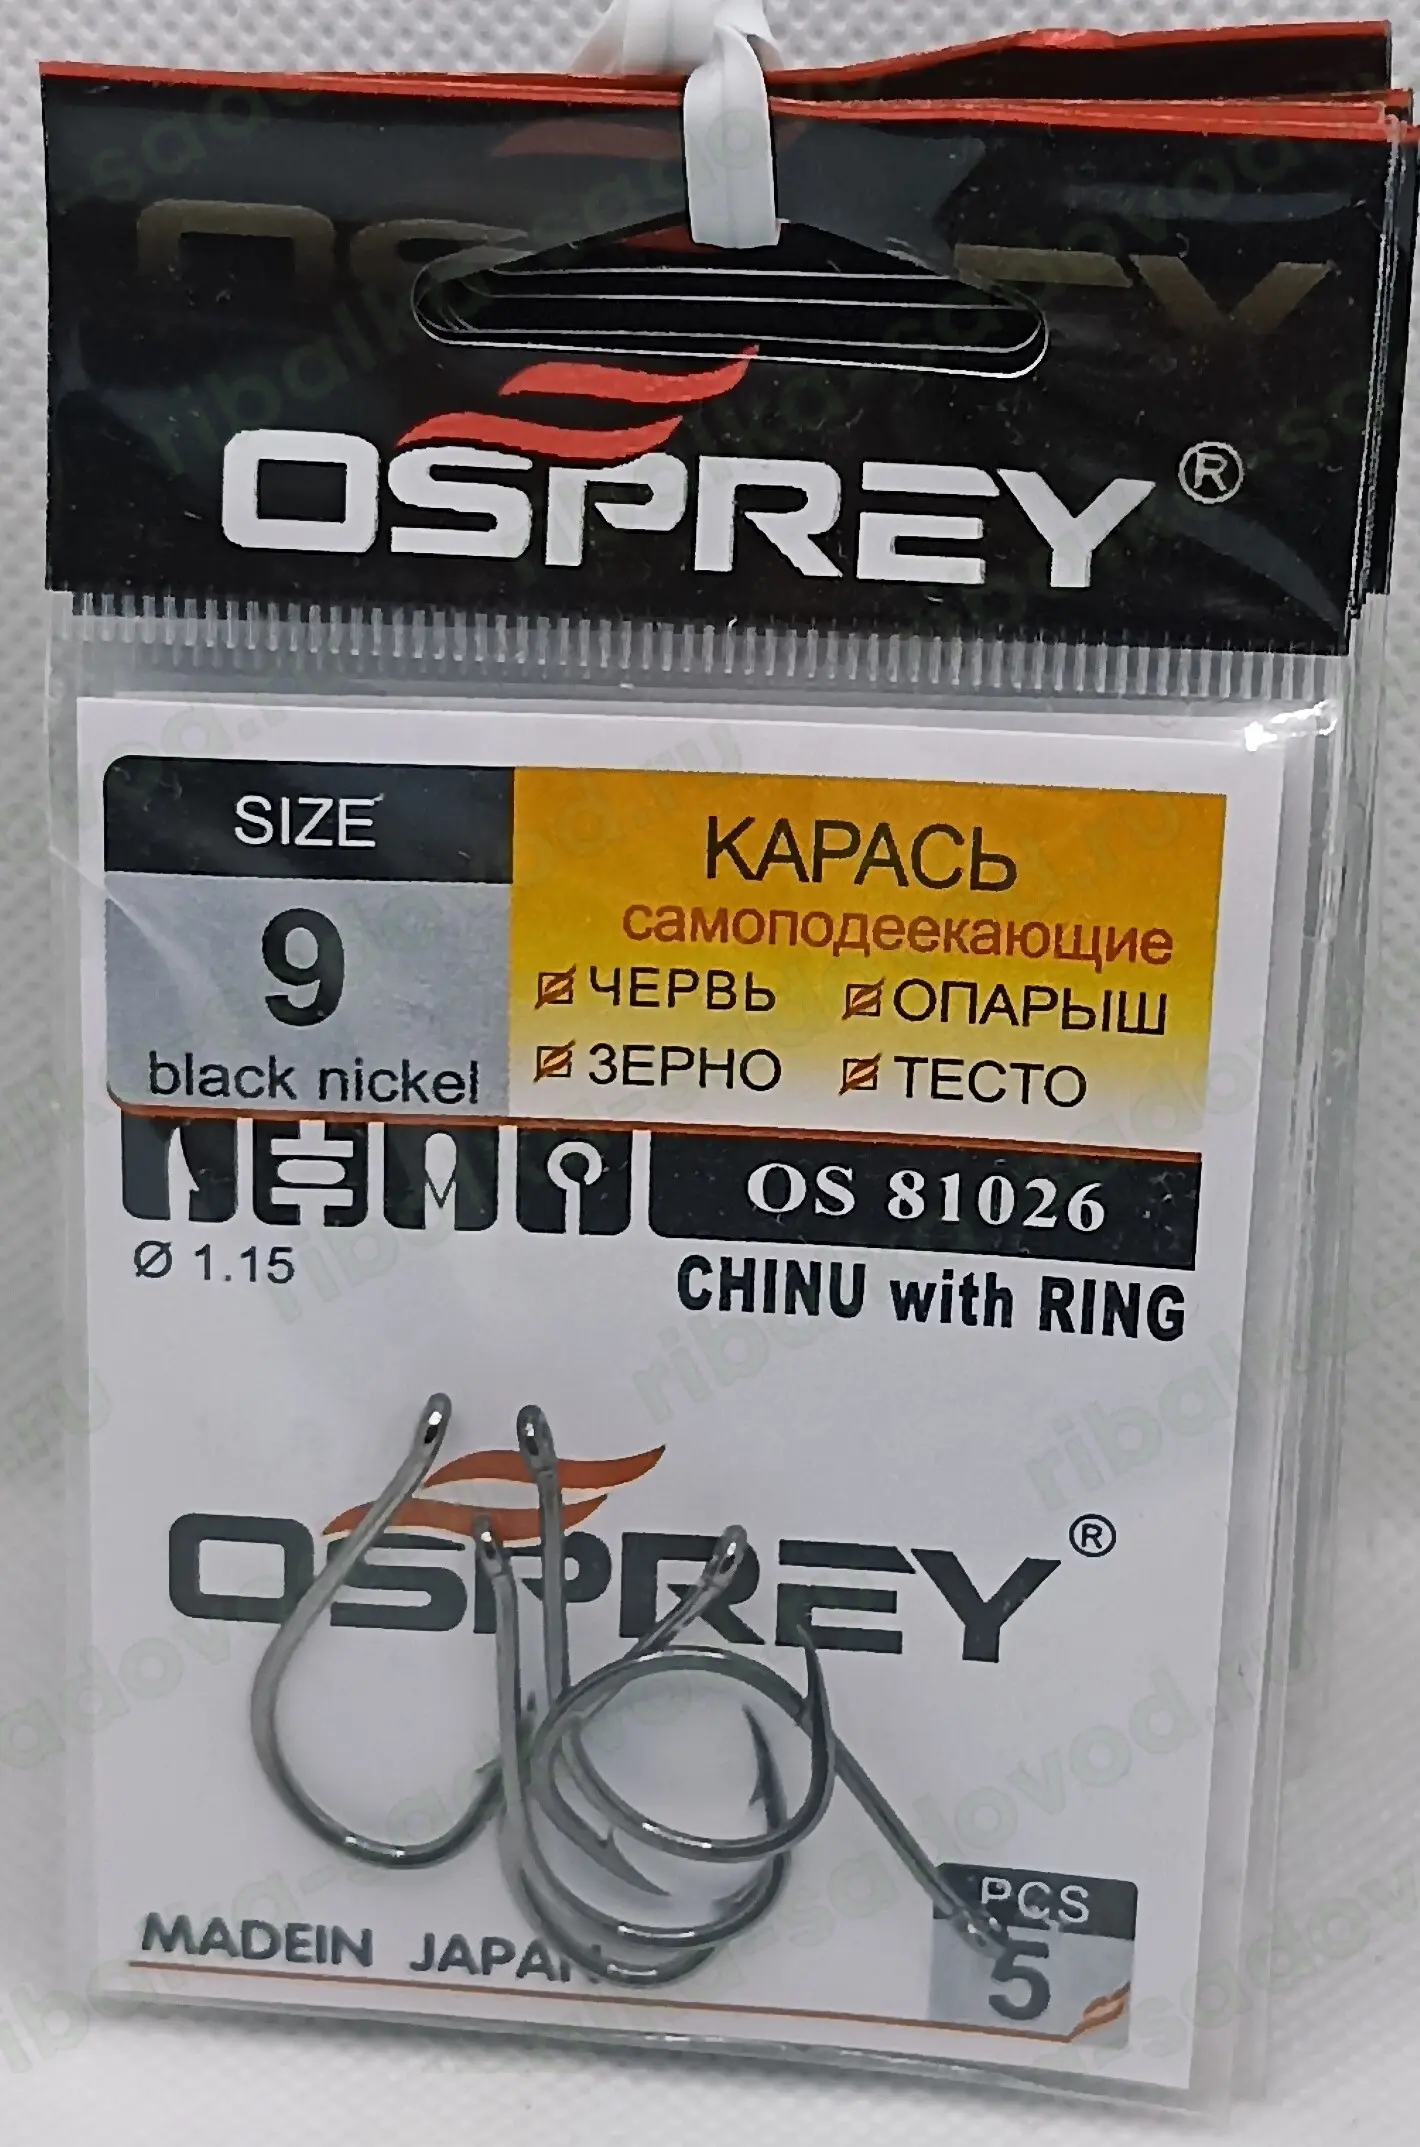 OSPREY®
SIZE
9
black nickel
КАРАСЬ
самоподеекающие
ЧЕРВЬ ОПАРЫШ
ЗЕРНО ТЕСТО
OS 81026
Ø 1.15
CHINU with RING
OSPREY®
MADEIN JAPAN
PCS
5